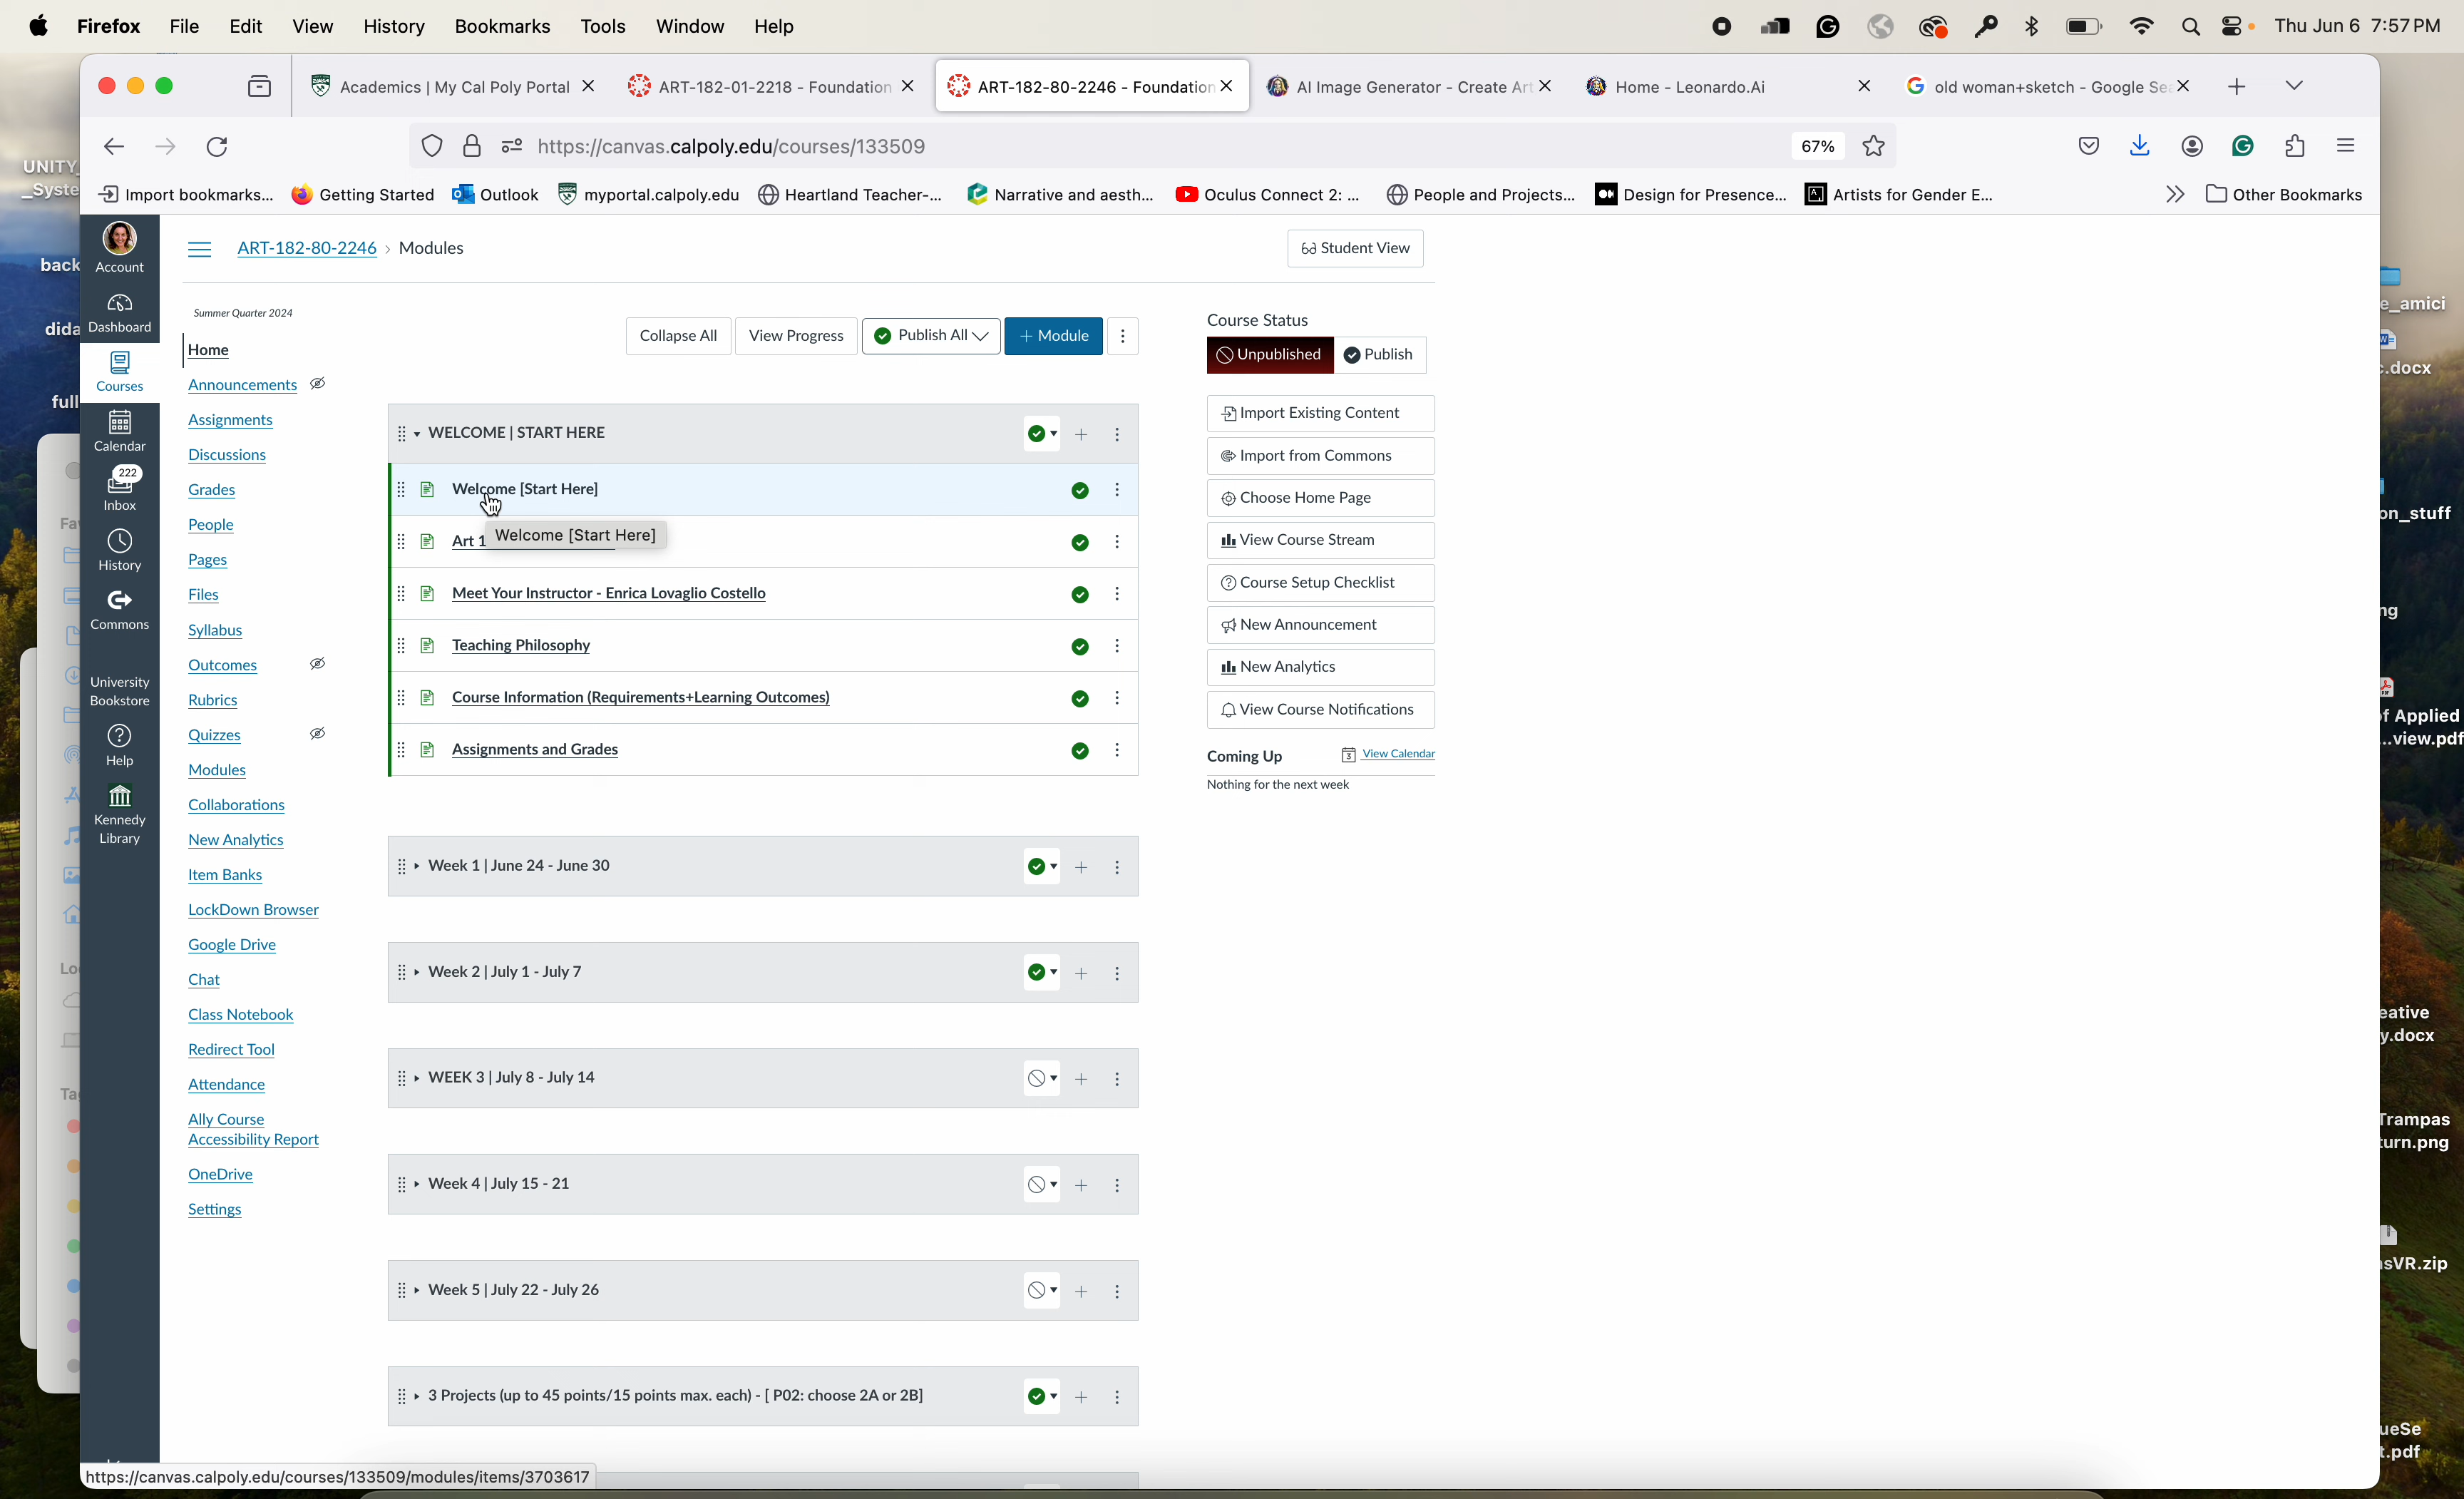 Firefox File Edit View History Bookmarks Tools Window Help Thu Jun 6 7:57 PM
Academics | My Cal Poly Portal
ART-182-01-2218 - Foundation
ART-182-80-2246 - Foundation
AI Image Generator - Create Art
Home - Leonardo.Ai
old woman+sketch - Google Se
https://canvas.calpoly.edu/courses/133509 67%
Import bookmarks... Getting Started Outlook myportal.calpoly.edu Heartland Teacher-... Narrative and aesth... Oculus Connect 2: ... People and Projects... Design for Presence... Artists for Gender E... Other Bookmarks
Account
Dashboard
Courses
Calendar
222
Inbox
History
Commons
University
Bookstore
Help
Kennedy
Library
ART-182-80-2246 › Modules
Student View
Summer Quarter 2024
Home
Announcements
Assignments
Discussions
Grades
People
Pages
Files
Syllabus
Outcomes
Rubrics
Quizzes
Modules
Collaborations
New Analytics
Item Banks
LockDown Browser
Google Drive
Chat
Class Notebook
Redirect Tool
Attendance
Ally Course
Accessibility Report
OneDrive
Settings
Collapse All View Progress Publish All + Module
WELCOME | START HERE
Welcome [Start Here]
Welcome [Start Here]
Art 1
Meet Your Instructor - Enrica Lovaglio Costello
Teaching Philosophy
Course Information (Requirements+Learning Outcomes)
Assignments and Grades
Week 1 | June 24 - June 30
Week 2 | July 1 - July 7
WEEK 3 | July 8 - July 14
Week 4 | July 15 - 21
Week 5 | July 22 - July 26
3 Projects (up to 45 points/15 points max. each) - [ P02: choose 2A or 2B]
Course Status
Unpublished Publish
Import Existing Content
Import from Commons
Choose Home Page
View Course Stream
Course Setup Checklist
New Announcement
New Analytics
View Course Notifications
Coming Up 3 View Calendar
Nothing for the next week
https://canvas.calpoly.edu/courses/133509/modules/items/3703617
UNITY_
_Syste
back
dida
full
Fa
Lo
Ta
e_amici
c.docx
on_stuff
ng
of Applied
...view.pdf
eative
y.docx
Trampas
turn.png
sVR.zip
ueSe
t.pdf